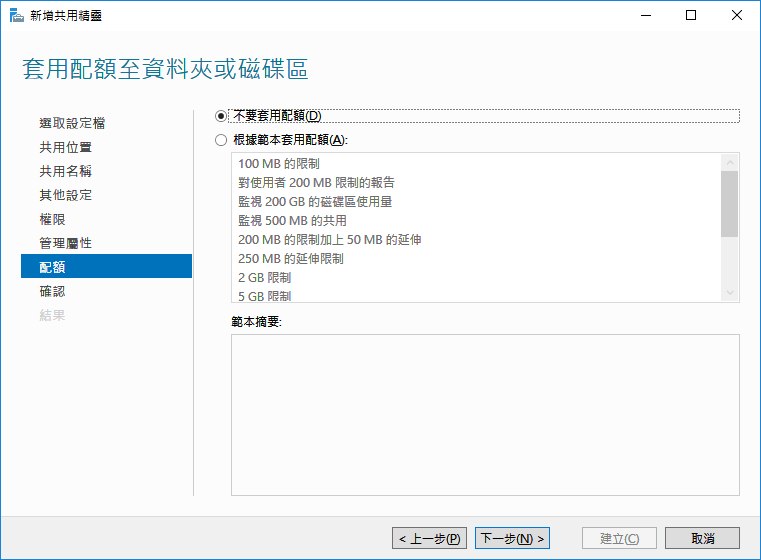 新增共用精靈
套用配額至資料夾或磁碟區
選取設定檔
共用位置
共用名稱
其他設定
權限
管理屬性
配額
確認
結果
不要套用配額(D)
根據範本套用配額(A):
100 MB 的限制
對使用者 200 MB 限制的報告
監視 200 GB 的磁碟區使用量
監視 500 MB 的共用
200 MB 的限制加上 50 MB 的延伸
250 MB 的延伸限制
2 GB 限制
5 GB 限制
範本摘要:
< 上一步(P)
下一步(N) >
建立(C)
取消